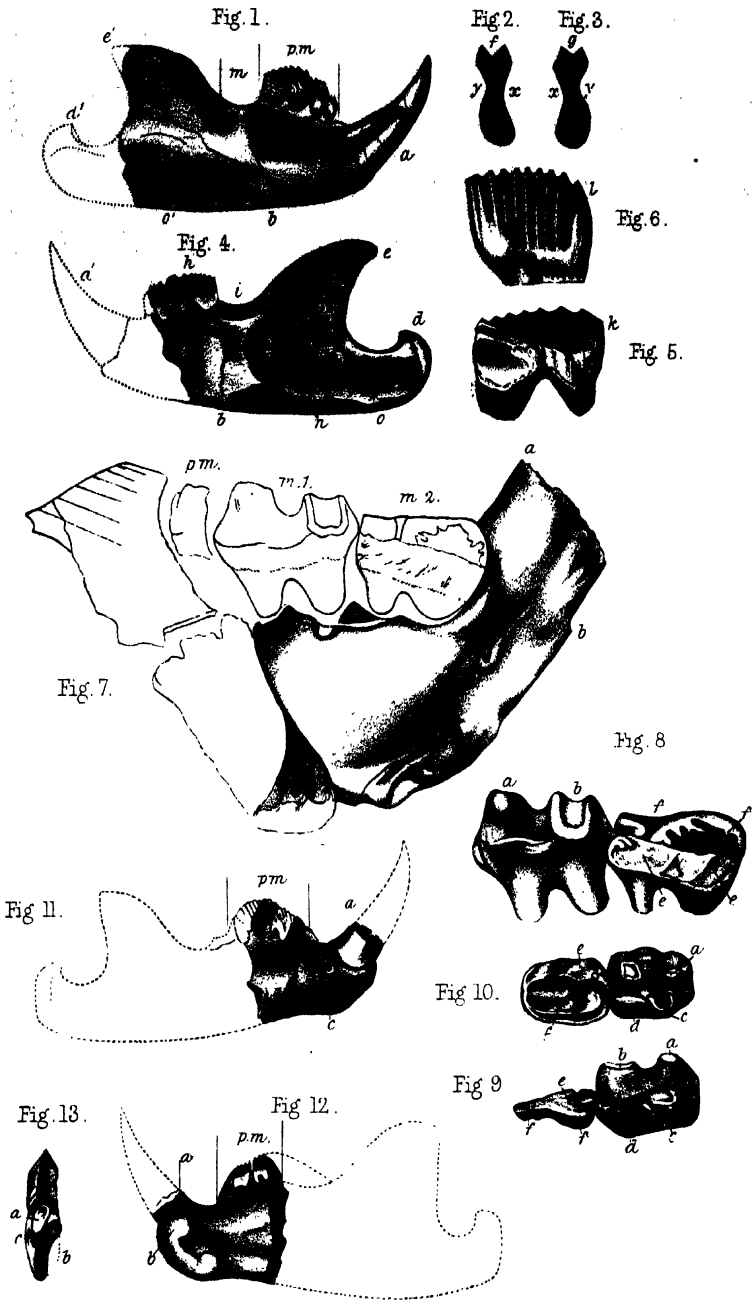 Fig. 1.
Fig. 2.
Fig. 3.
e'
m
p.m
f
g
y
x
x
y
d'
a
o'
b
l
Fig. 6.
Fig. 4.
a'
h
i
e
d
k
Fig. 5.
b
n
o
a
p m.
m. 1.
m 2.
b
Fig. 7.
Fig. 8
a
b
f
f
e
e
p m
a
Fig 11.
c
e
a
Fig 10.
f
d
c
a
b
e
Fig 9
f
f
d
c
Fig. 13
Fig 12.
a
p.m.
a
c
b
b